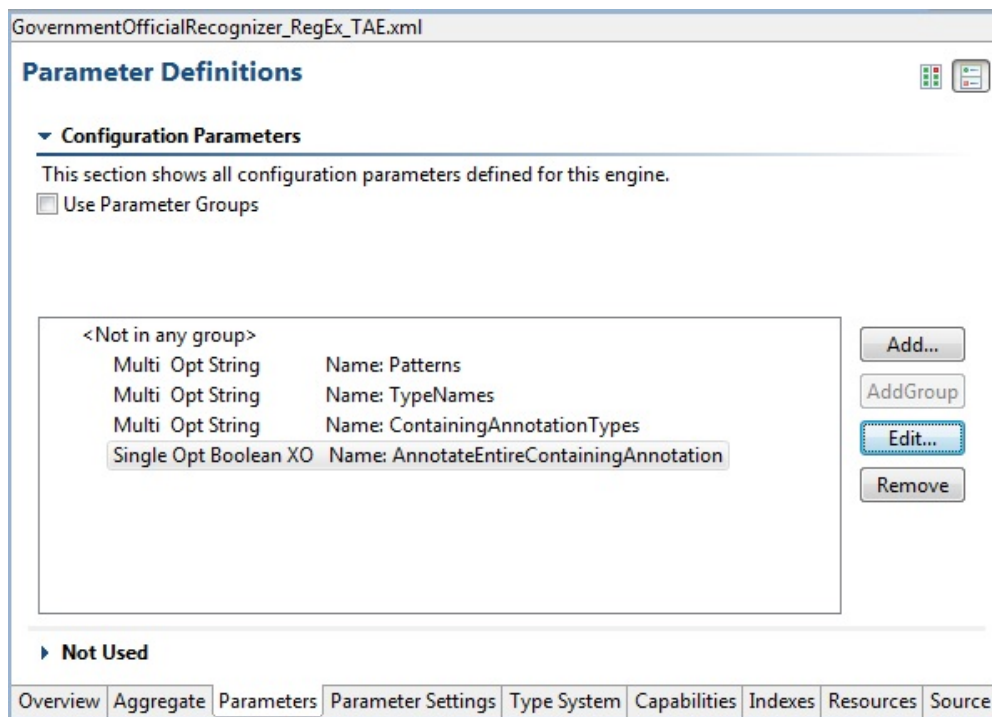 GovernmentOfficialRecognizer_RegEx_TAE.xml
Parameter Definitions
Configuration Parameters
This section shows all configuration parameters defined for this engine.
Use Parameter Groups
<Not in any group>
Multi Opt String Name: Patterns
Multi Opt String Name: TypeNames
Multi Opt String Name: ContainingAnnotationTypes
Single Opt Boolean XO Name: AnnotateEntireContainingAnnotation
Add...
AddGroup
Edit...
Remove
Not Used
Overview Aggregate Parameters Parameter Settings Type System Capabilities Indexes Resources Source